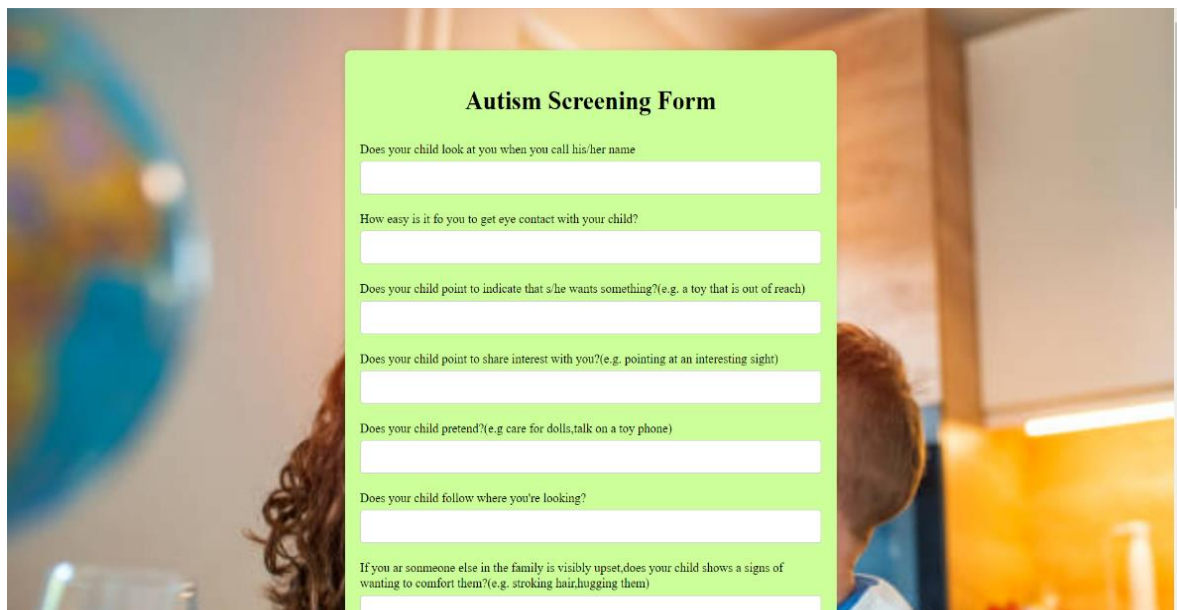 Autism Screening Form
Does your child look at you when you call his/her name
How easy is it fo you to get eye contact with your child?
Does your child point to indicate that s/he wants something?(e.g. a toy that is out of reach)
Does your child point to share interest with you?(e.g. pointing at an interesting sight)
Does your child pretend?(e.g care for dolls,talk on a toy phone)
Does your child follow where you're looking?
If you ar sonmeone else in the family is visibly upset,does your child shows a signs of
wanting to comfort them?(e.g. stroking hair,hugging them)